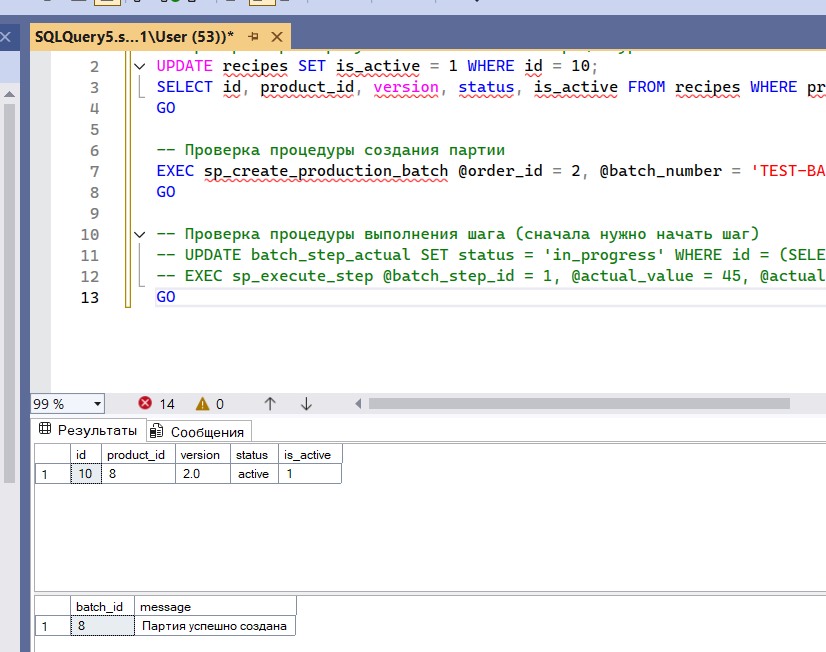 SQLQuery5.s...1\User (53))*
2 UPDATE recipes SET is_active = 1 WHERE id = 10;
3 SELECT id, product_id, version, status, is_active FROM recipes WHERE pr
4 GO
5
6 -- Проверка процедуры создания партии
7 EXEC sp_create_production_batch @order_id = 2, @batch_number = 'TEST-BA
8 GO
9
10 -- Проверка процедуры выполнения шага (сначала нужно начать шаг)
11 -- UPDATE batch_step_actual SET status = 'in_progress' WHERE id = (SELE
12 -- EXEC sp_execute_step @batch_step_id = 1, @actual_value = 45, @actual
13 GO
99 % 14 0
Результаты Сообщения
id product_id version status is_active
1 10 8 2.0 active 1
batch_id message
1 8 Партия успешно создана